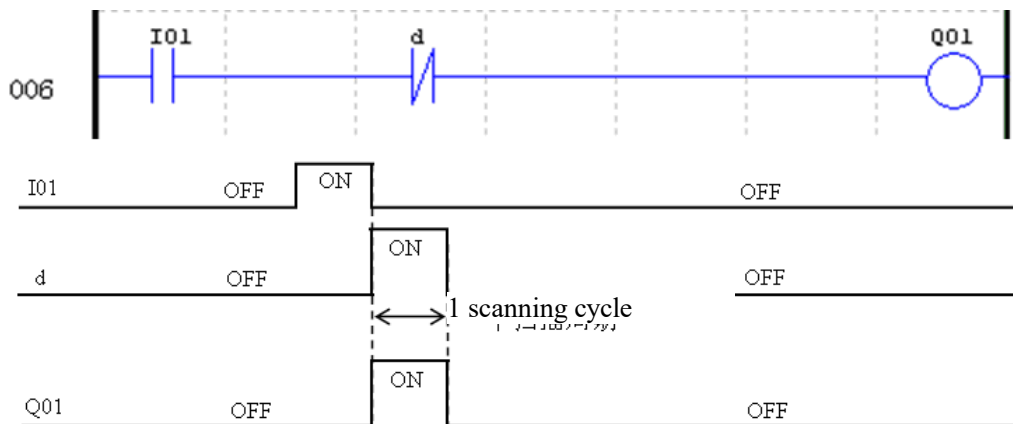 I01 d Q01
006
I01 OFF ON OFF
ON
d OFF OFF
1 scanning cycle
ON
Q01 OFF OFF